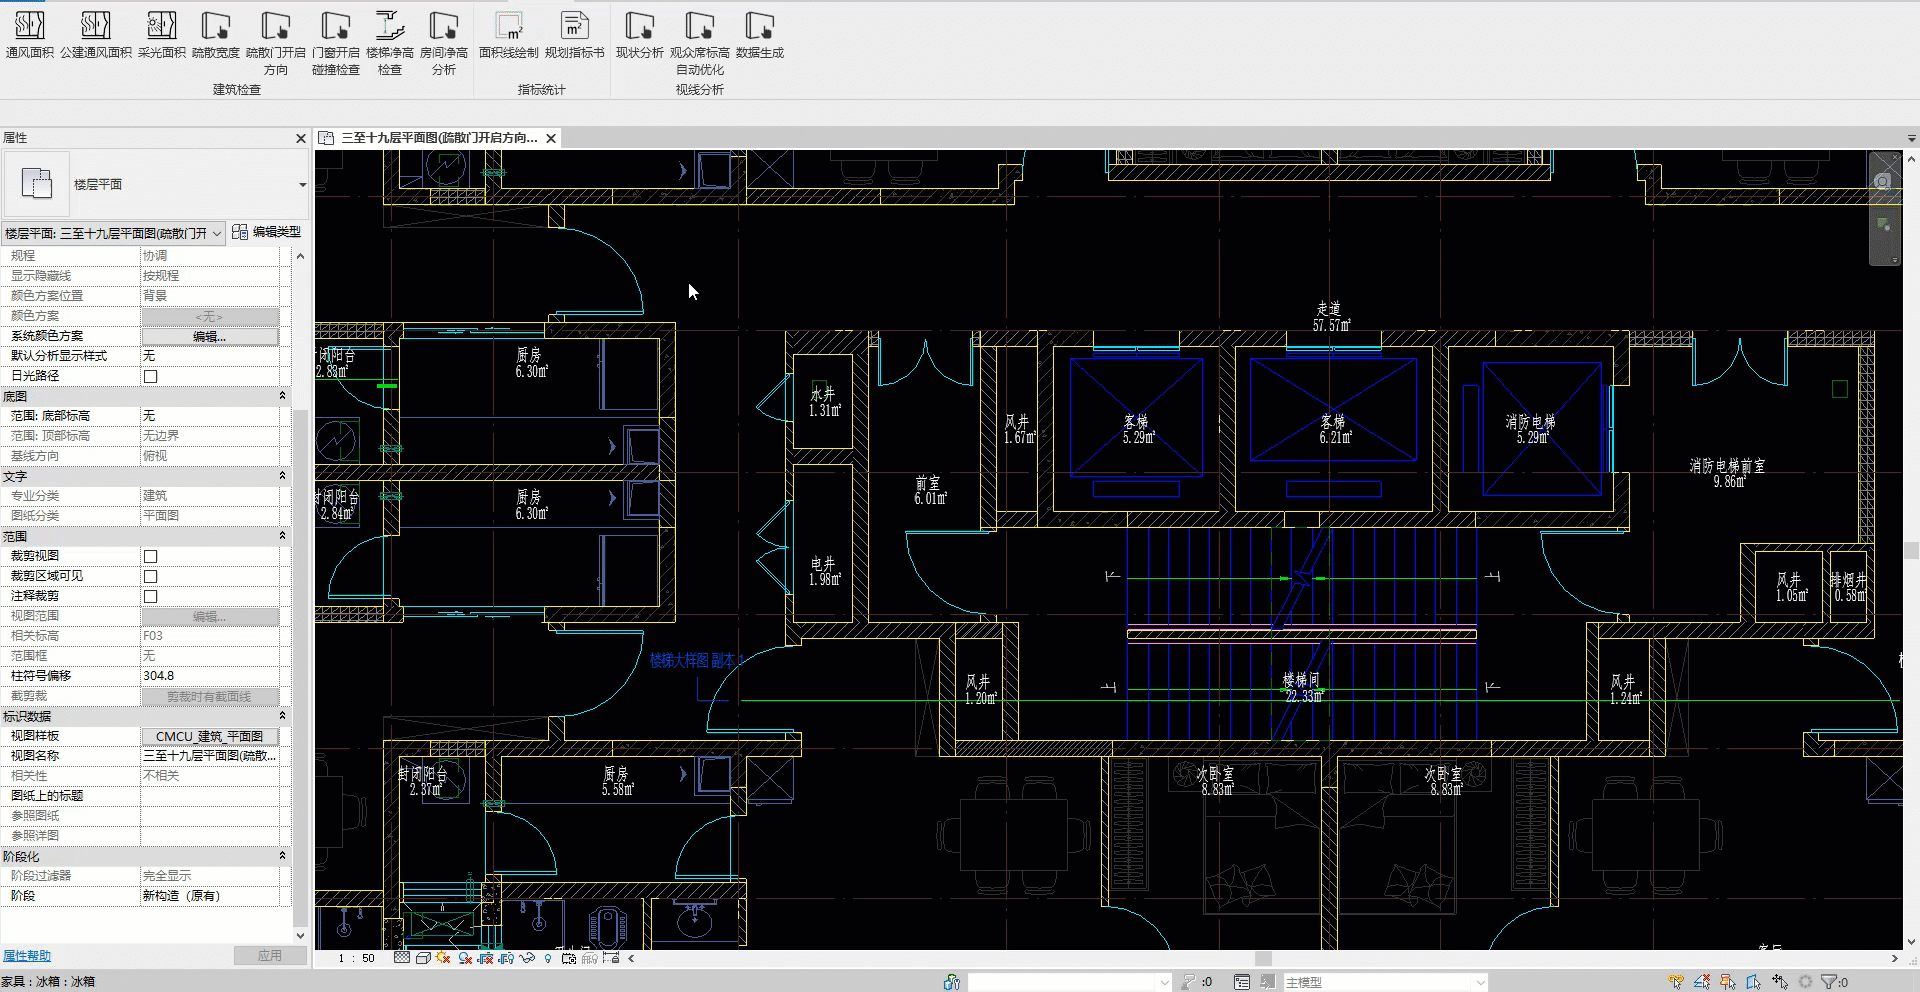 通风面积
公建通风面积
采光面积
疏散宽度
疏散门开启
方向
门窗开启
碰撞检查
楼梯净高
检查
房间净高
分析
面积线绘制
规划指标书
现状分析
观众席标高
自动优化
数据生成
建筑检查
指标统计
视线分析
属性
三至十九层平面图(疏散门开启方向...
楼层平面
楼层平面: 三至十九层平面图(疏散门开
编辑类型
规程 协调
显示隐藏线 按规程
颜色方案位置 背景
颜色方案 <无>
系统颜色方案 编辑...
默认分析显示样式 无
日光路径
底图
范围: 底部标高 无
范围: 顶部标高 无边界
基线方向 俯视
文字
专业分类 建筑
图纸分类 平面图
范围
裁剪视图
裁剪区域可见
注释裁剪
视图范围 编辑...
相关标高 F03
范围框 无
柱符号偏移 304.8
截剪裁 剪裁时有截面线
标识数据
视图样板 CMCU_建筑_平面图
视图名称 三至十九层平面图(疏散...
相关性 不相关
图纸上的标题
参照图纸
参照详图
阶段化
阶段过滤器 完全显示
阶段 新构造（原有）
属性帮助
应用
走道
57.57m²
闭阳台
2.83m²
厨房
6.30m²
水井
1.31m²
风井
1.67m²
客梯
5.29m²
客梯
6.21m²
消防电梯
5.29m²
消防电梯前室
9.86m²
前室
6.01m²
封闭阳台
2.84m²
厨房
6.30m²
电井
1.98m²
风井
1.05m²
排烟井
0.58m²
楼梯大样图 副本 1
风井
1.20m²
楼梯间
22.33m²
风井
1.24m²
封闭阳台
2.37m²
厨房
5.58m²
次卧室
8.83m²
次卧室
8.83m²
1 : 50
家具 : 冰箱 : 冰箱
:0
主模型
:0